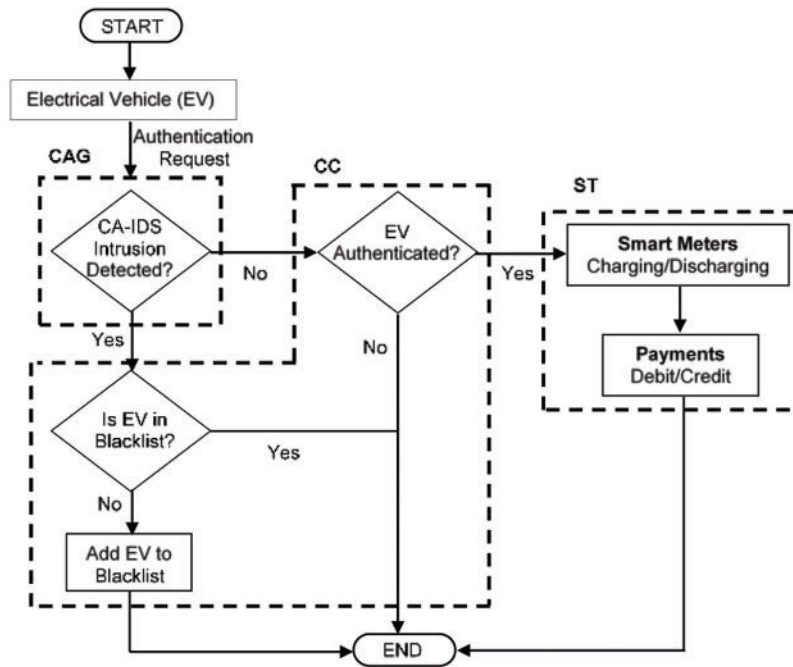 START
Electrical Vehicle (EV)
Authentication
Request
CAG
CC
ST
CA-IDS
Intrusion
Detected?
No
EV
Authenticated?
Yes
Smart Meters
Charging/Discharging
Yes
No
Payments
Debit/Credit
Is EV in
Blacklist?
Yes
No
Add EV to
Blacklist
END